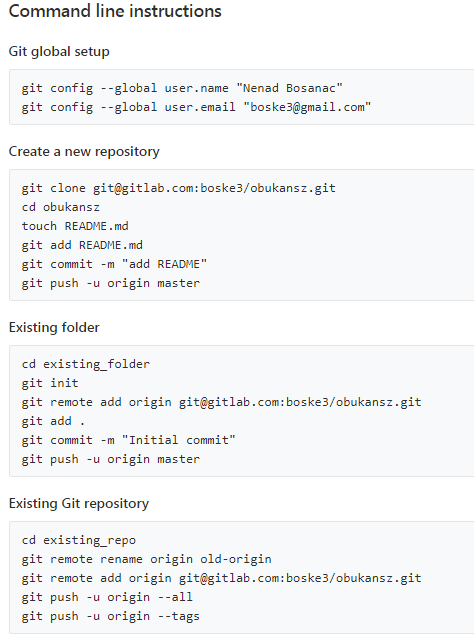 Command line instructions
Git global setup
git config --global user.name "Nenad Bosanac"
git config --global user.email "boske3@gmail.com"
Create a new repository
git clone git@gitlab.com:boske3/obukansz.git
cd obukansz
touch README.md
git add README.md
git commit -m "add README"
git push -u origin master
Existing folder
cd existing_folder
git init
git remote add origin git@gitlab.com:boske3/obukansz.git
git add .
git commit -m "Initial commit"
git push -u origin master
Existing Git repository
cd existing_repo
git remote rename origin old-origin
git remote add origin git@gitlab.com:boske3/obukansz.git
git push -u origin --all
git push -u origin --tags